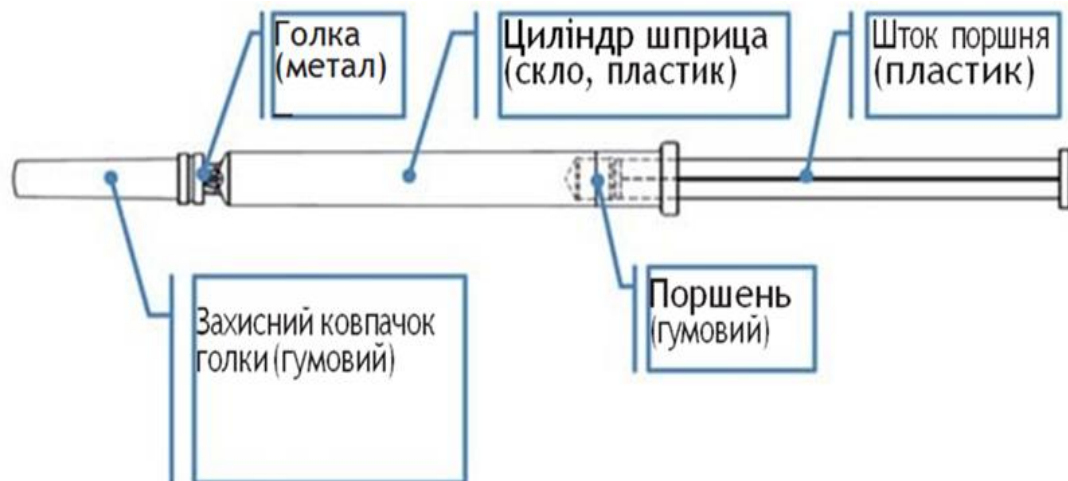 Голка
(метал)
Циліндр шприца
(скло, пластик)
Шток поршня
(пластик)
Захисний ковпачок
голки (гумовий)
Поршень
(гумовий)